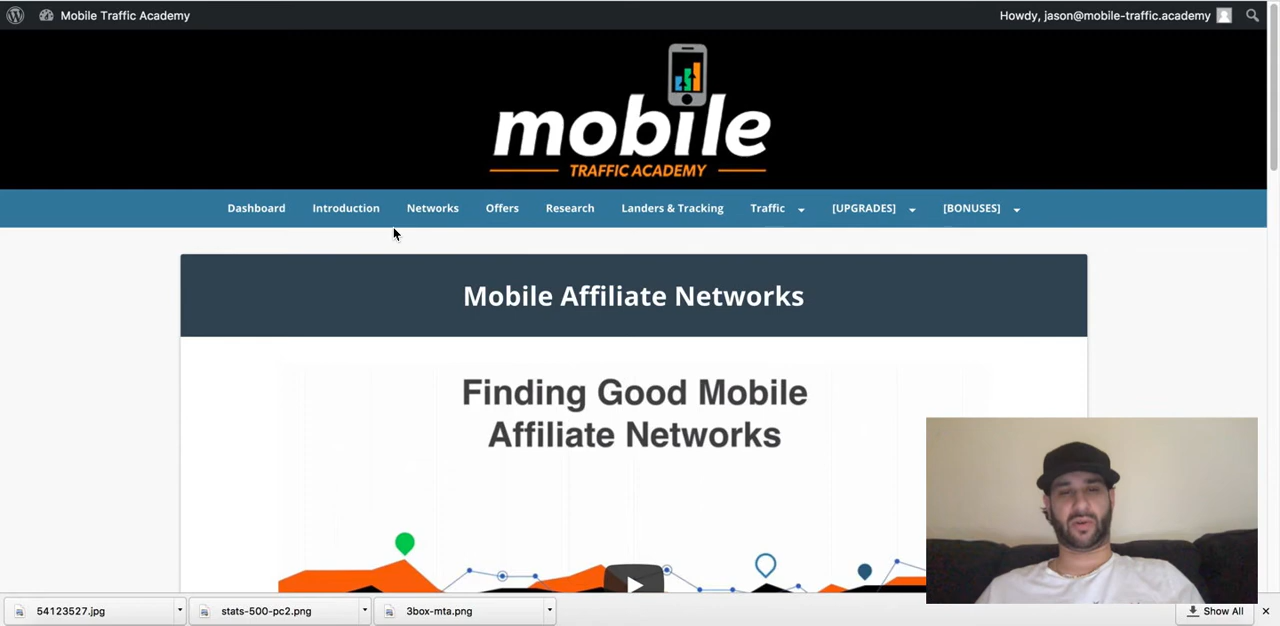 Mobile Traffic Academy
Howdy, jason@mobile-traffic.academy
mobile
TRAFFIC ACADEMY
Dashboard Introduction Networks Offers Research Landers & Tracking Traffic [UPGRADES] [BONUSES]
Mobile Affiliate Networks
Finding Good Mobile
Affiliate Networks
54123527.jpg stats-500-pc2.png 3box-mta.png Show All